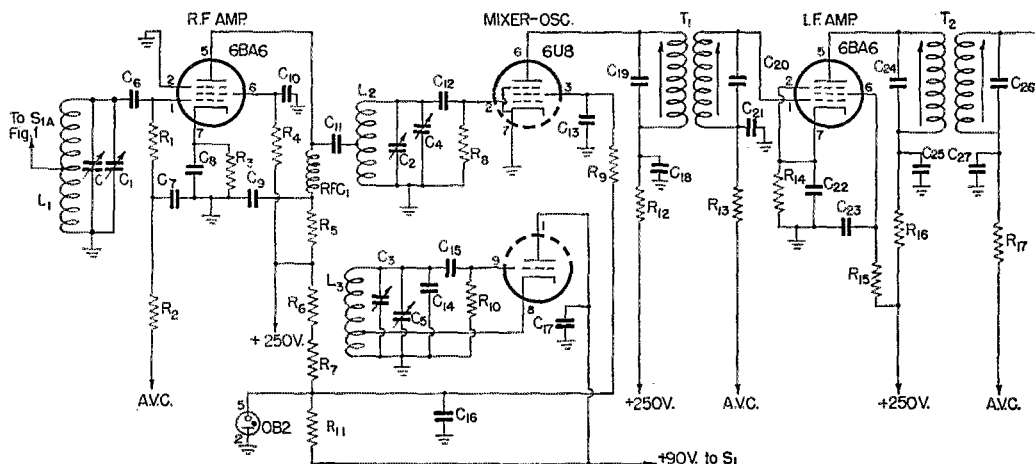 R.F. AMP.
6BA6
MIXER-OSC.
6U8
T1
I.F. AMP.
6BA6
T2
5
2
1
6
7
C6
C10
To S1A
Fig. 1
L1
C
C1
R1
C7
C8
R3
C9
R4
R2
A.V.C.
+250V.
C11
RFC1
R5
R6
R7
L2
C2
C4
C12
R8
6
2
3
7
C13
R9
C19
C18
R12
+250V.
C20
C21
R13
A.V.C.
5
2
1
6
7
R14
C22
C23
R15
C24
C25
R16
+250V.
C26
C27
R17
A.V.C.
L3
C3
C5
C14
C15
R10
9
1
8
C17
5
2
OB2
R11
C16
+90V. to S1